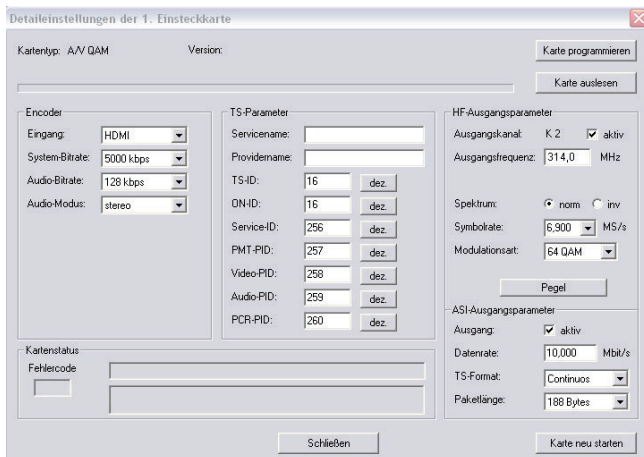 Detaileinstellungen der 1. Einsteckkarte
Kartentyp: A/V QAM Version: Karte programmieren
Karte auslesen
Encoder
Eingang: HDMI
System-Bitrate: 5000 kbps
Audio-Bitrate: 128 kbps
Audio-Modus: stereo
TS-Parameter
Servicename:
Providername:
TS-ID: 16 dez.
ON-ID: 16 dez.
Service-ID: 256 dez.
PMT-PID: 257 dez.
Video-PID: 258 dez.
Audio-PID: 259 dez.
PCR-PID: 260 dez.
HF-Ausgangsparameter
Ausgangskanal: K 2 aktiv
Ausgangsfrequenz: 314,0 MHz
Spektrum: norm inv
Symbolrate: 6,900 MS/s
Modulationsart: 64 QAM
Pegel
ASI-Ausgangsparameter
Ausgang: aktiv
Datenrate: 10,000 Mbit/s
TS-Format: Continuos
Paketlänge: 188 Bytes
Kartenstatus
Fehlercode
Schließen Karte neu starten